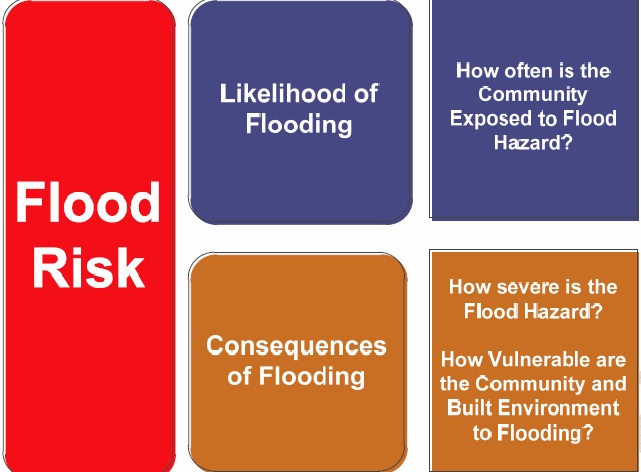 Flood
Risk
Likelihood of
Flooding
How often is the
Community
Exposed to Flood
Hazard?
Consequences
of Flooding
How severe is the
Flood Hazard?
How Vulnerable are
the Community and
Built Environment
to Flooding?